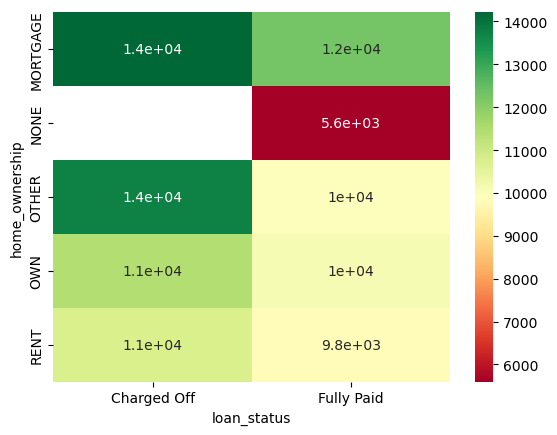 home_ownership
MORTGAGE
1.4e+04
1.2e+04
NONE
5.6e+03
OTHER
1.4e+04
1e+04
OWN
1.1e+04
1e+04
RENT
1.1e+04
9.8e+03
Charged Off
Fully Paid
loan_status
14000
13000
12000
11000
10000
9000
8000
7000
6000